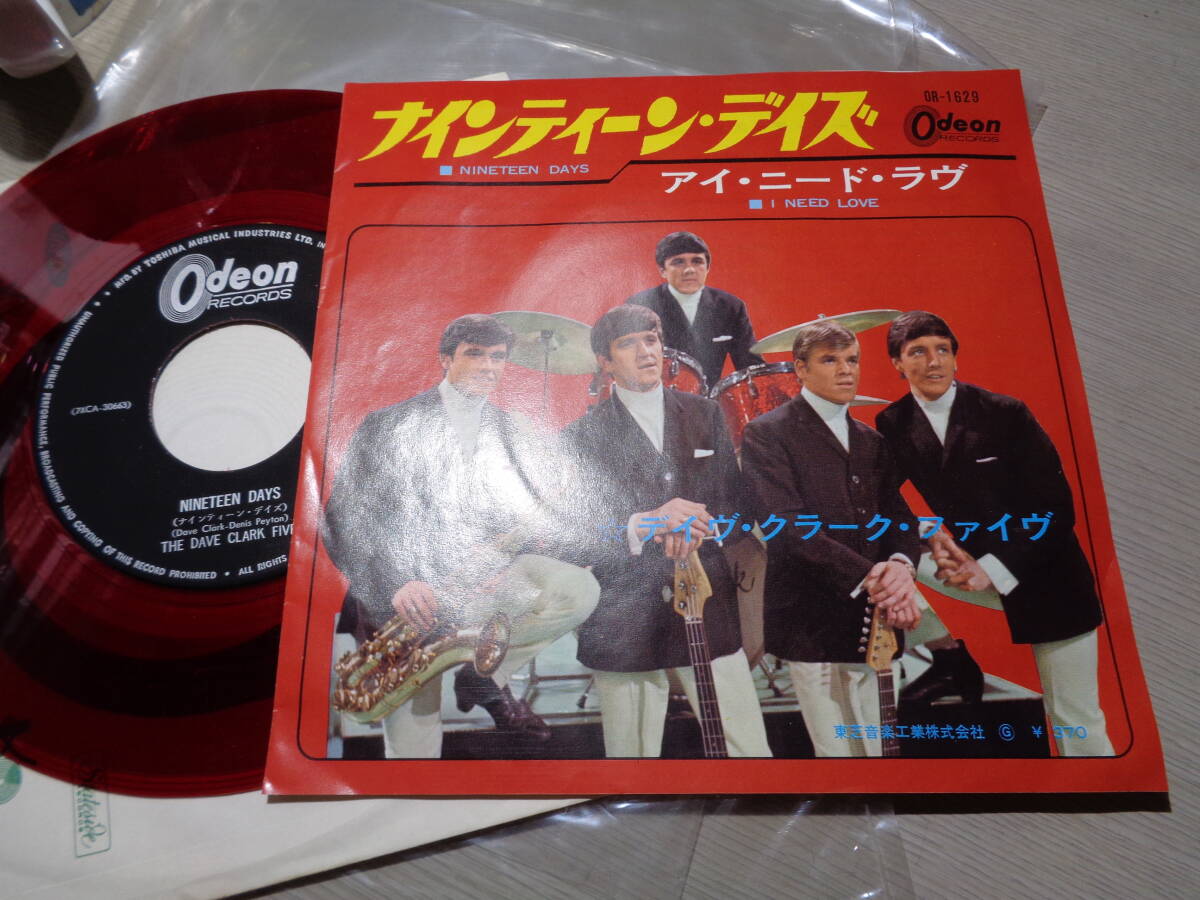 ナインティーン・デイズ
OR-1629
Odeon
RECORDS
■ NINETEEN DAYS
アイ・ニード・ラヴ
■ I NEED LOVE
デイヴ・クラーク・ファイヴ
東芝音楽工業株式会社 Ⓖ ¥ 370
MFD. BY TOSHIBA MUSICAL INDUSTRIES LTD. IN
Odeon
RECORDS
(7XCA-30663)
NINETEEN DAYS
(ナインティーン・デイズ)
(Dave Clark-Denis Peyton)
THE DAVE CLARK FIVE
UNAUTHORIZED PUBLIC PERFORMANCE, BROADCASTING AND COPYING OF THIS RECORD PROHIBITED • ALL RIGHTS